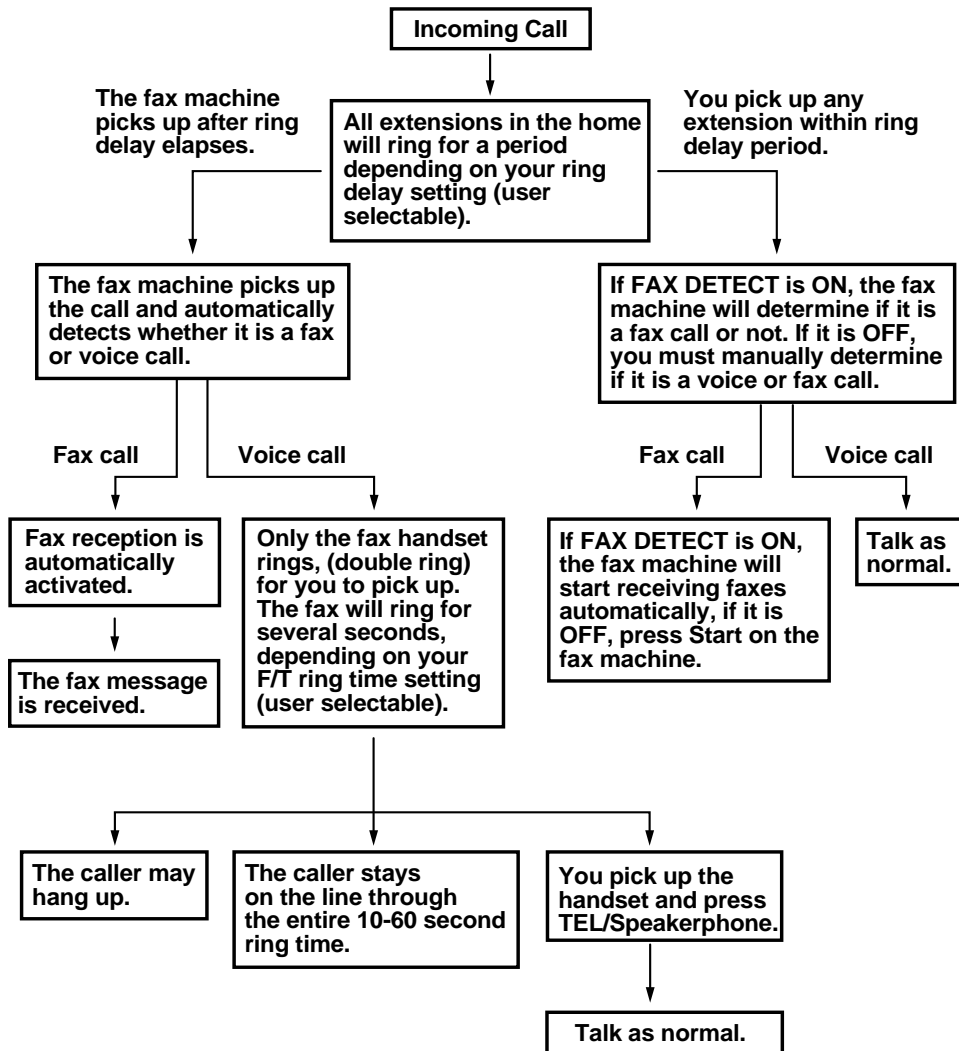 Incoming Call
The fax machine
picks up after ring
delay elapses.
All extensions in the home
will ring for a period
depending on your ring
delay setting (user
selectable).
You pick up any
extension within ring
delay period.
The fax machine picks up
the call and automatically
detects whether it is a fax
or voice call.
If FAX DETECT is ON, the fax
machine will determine if it is
a fax call or not. If it is OFF,
you must manually determine
if it is a voice or fax call.
Fax call
Voice call
Fax call
Voice call
Fax reception is
automatically
activated.
Only the fax handset
rings, (double ring)
for you to pick up.
The fax will ring for
several seconds,
depending on your
F/T ring time setting
(user selectable).
If FAX DETECT is ON,
the fax machine will
start receiving faxes
automatically, if it is
OFF, press Start on the
fax machine.
Talk as
normal.
The fax message
is received.
The caller may
hang up.
The caller stays
on the line through
the entire 10-60 second
ring time.
You pick up the
handset and press
TEL/Speakerphone.
Talk as normal.